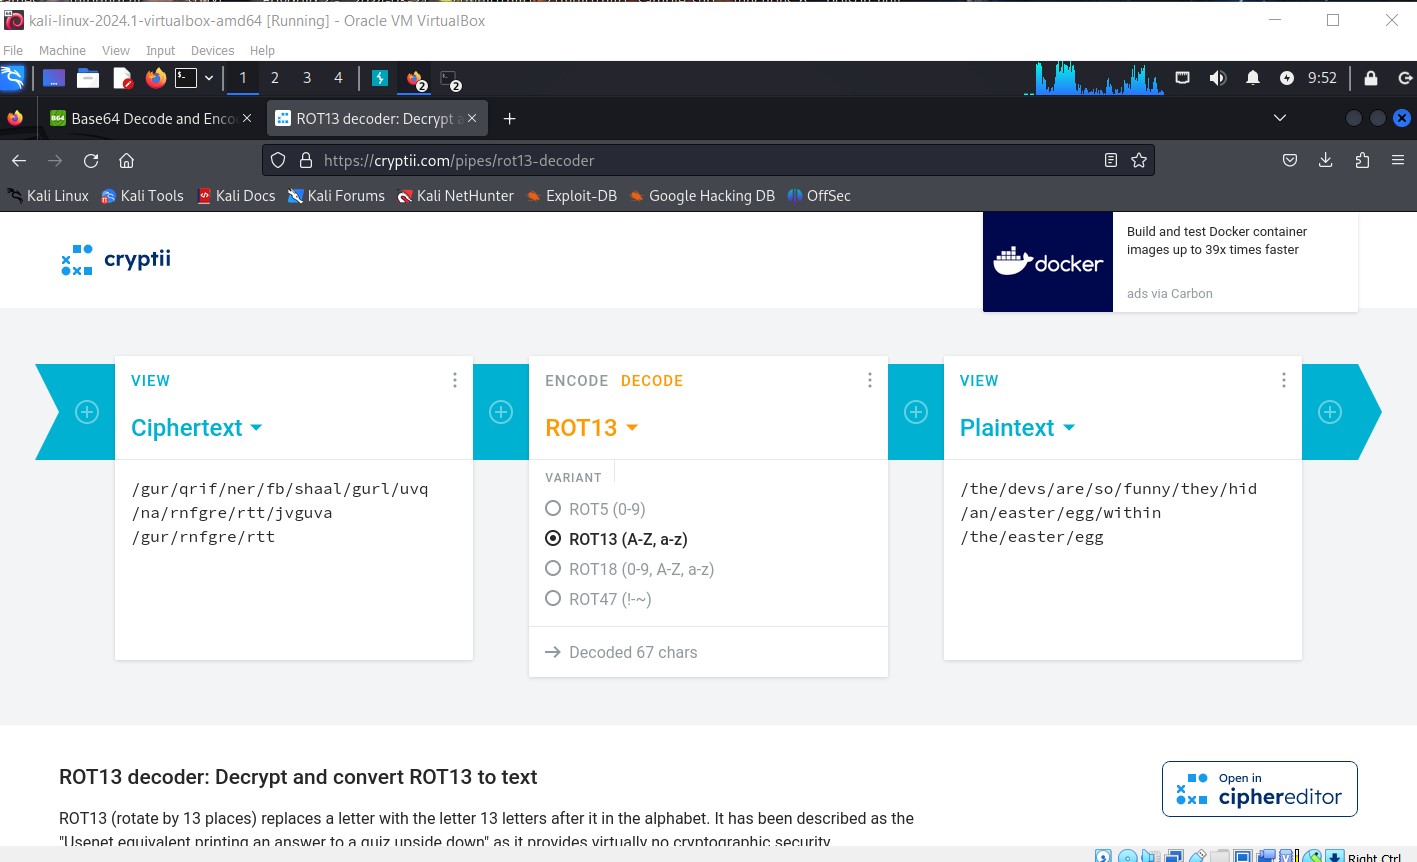 kali-linux-2024.1-virtualbox-amd64 [Running] - Oracle VM VirtualBox
File Machine View Input Devices Help
1 2 3 4 2 2 9:52
B64 Base64 Decode and Enco
ROT13 decoder: Decrypt a
https://cryptii.com/pipes/rot13-decoder
Kali Linux Kali Tools Kali Docs Kali Forums Kali NetHunter Exploit-DB Google Hacking DB OffSec
cryptii
docker
Build and test Docker container
images up to 39x times faster
ads via Carbon
VIEW
Ciphertext
/gur/qrif/ner/fb/shaal/gurl/uvq
/na/rnfgre/rtt/jvguva
/gur/rnfgre/rtt
ENCODE DECODE
ROT13
VARIANT
ROT5 (0-9)
ROT13 (A-Z, a-z)
ROT18 (0-9, A-Z, a-z)
ROT47 (!-~)
→ Decoded 67 chars
VIEW
Plaintext
/the/devs/are/so/funny/they/hid
/an/easter/egg/within
/the/easter/egg
ROT13 decoder: Decrypt and convert ROT13 to text
ROT13 (rotate by 13 places) replaces a letter with the letter 13 letters after it in the alphabet. It has been described as the
"Usenet equivalent printing an answer to a quiz upside down" as it provides virtually no cryptographic security.
Open in
ciphereditor
Right Ctrl